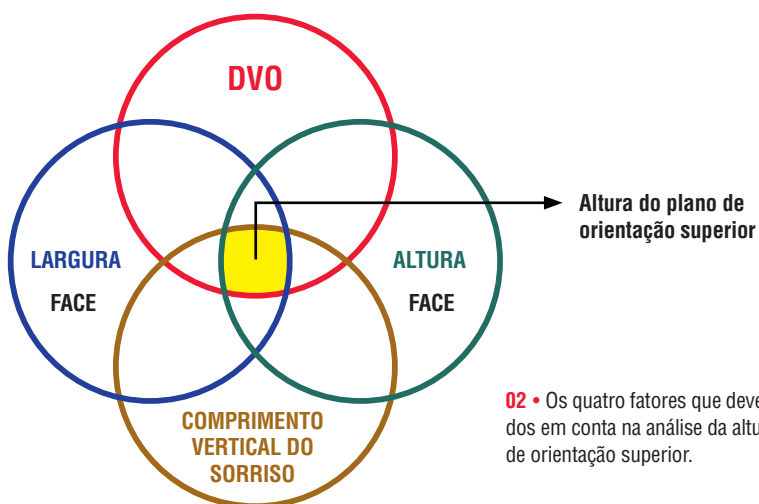 DVO
Altura do plano de
orientação superior
LARGURA
FACE
ALTURA
FACE
COMPRIMENTO
VERTICAL DO
SORRISO
02 • Os quatro fatores que deve
dos em conta na análise da altu
de orientação superior.